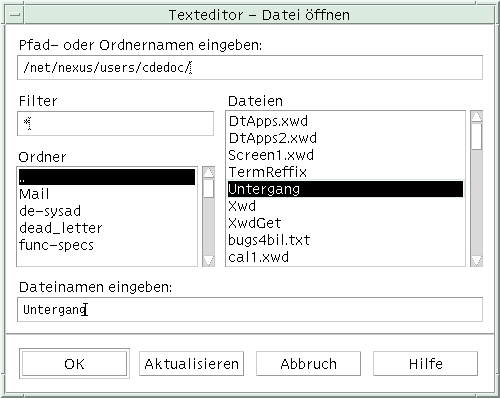 Texteditor – Datei öffnen
Pfad– oder Ordnernamen eingeben:
/net/nexus/users/cdedoc/
Filter
*
Ordner
..
Mail
de–sysad
dead_letter
func–specs
Dateien
DtApps.xwd
DtApps2.xwd
Screen1.xwd
TermReffix
Untergang
Xwd
XwdGet
bugs4bil.txt
cal1.xwd
Dateinamen eingeben:
Untergang
OK Aktualisieren Abbruch Hilfe